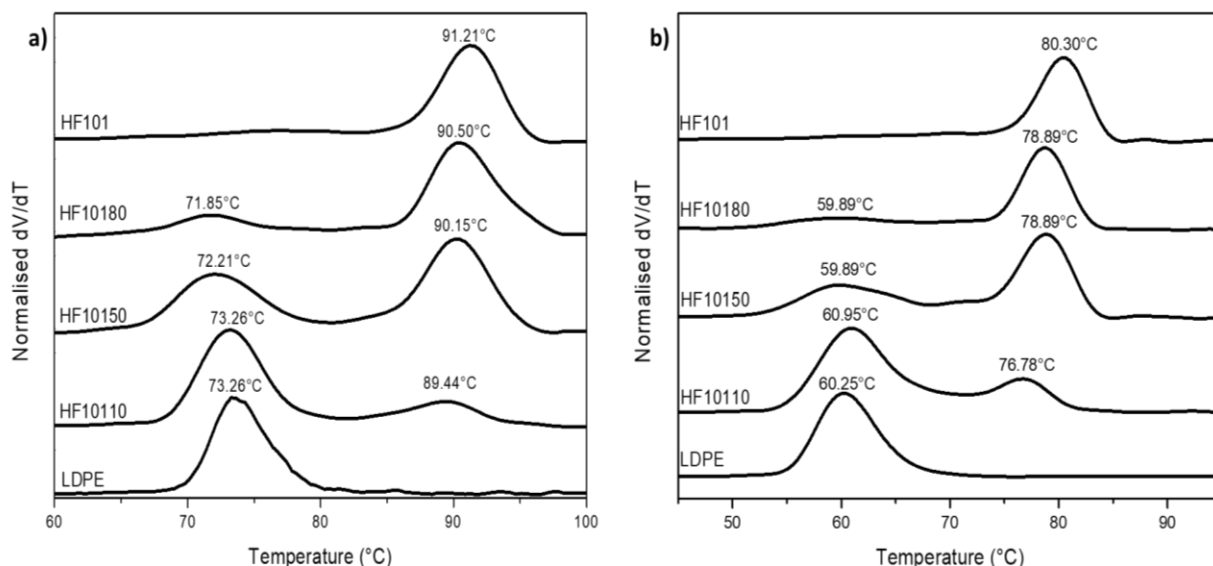 a)
Normalised dV/dT
91.21°C
HF101
90.50°C
71.85°C
HF10180
90.15°C
72.21°C
HF10150
73.26°C
89.44°C
HF10110
73.26°C
LDPE
60 70 80 90 100
Temperature (°C)
b)
Normalised dV/dT
80.30°C
HF101
78.89°C
59.89°C
HF10180
78.89°C
59.89°C
HF10150
60.95°C
76.78°C
HF10110
60.25°C
LDPE
50 60 70 80 90
Temperature (°C)